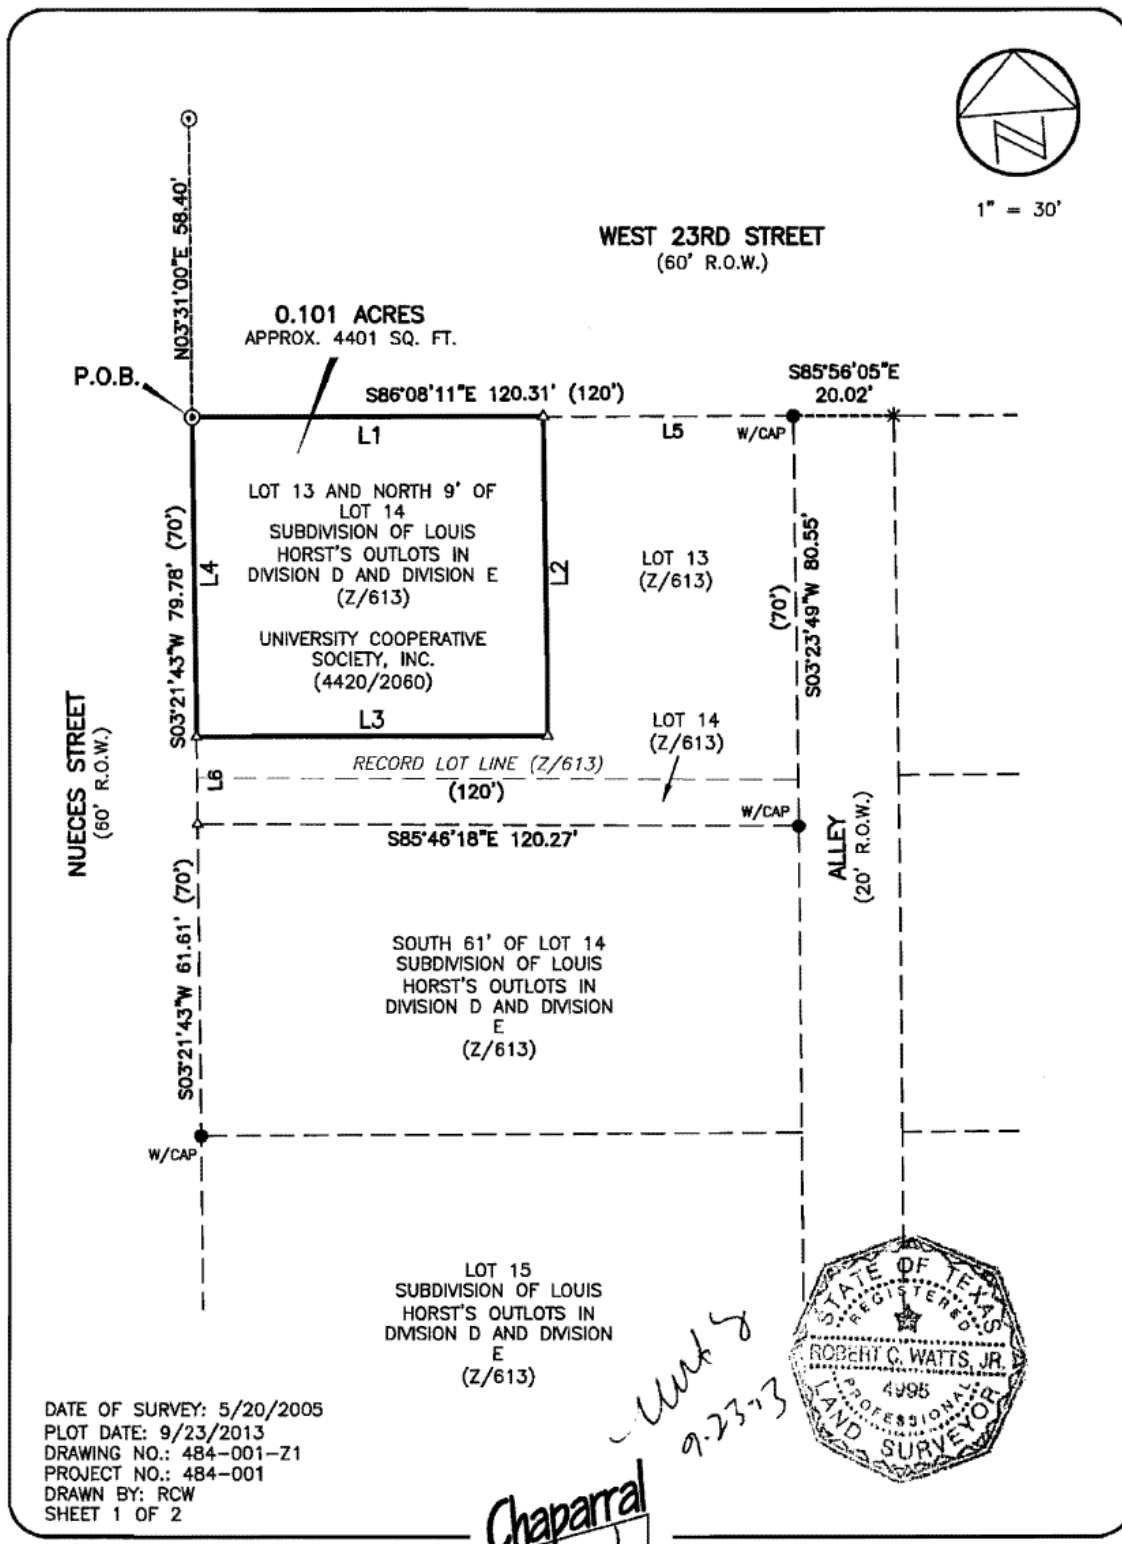 N
1" = 30'
WEST 23RD STREET
(60' R.O.W.)
N03°31'00"E 58.40'
0.101 ACRES
APPROX. 4401 SQ. FT.
P.O.B.
S86°08'11"E 120.31' (120')
S85°56'05"E
20.02'
L1
L5
W/CAP
LOT 13 AND NORTH 9' OF
LOT 14
SUBDIVISION OF LOUIS
HORST'S OUTLOTS IN
DIVISION D AND DIVISION E
(Z/613)
UNIVERSITY COOPERATIVE
SOCIETY, INC.
(4420/2060)
L4
S03°21'43"W 79.78' (70')
L2
LOT 13
(Z/613)
(70')
S03°23'49"W 80.55'
L3
LOT 14
(Z/613)
NUECES STREET
(60' R.O.W.)
L6
RECORD LOT LINE (Z/613)
(120')
W/CAP
S85°46'18"E 120.27'
ALLEY
(20' R.O.W.)
S03°21'43"W 61.61' (70')
SOUTH 61' OF LOT 14
SUBDIVISION OF LOUIS
HORST'S OUTLOTS IN
DIVISION D AND DIVISION
E
(Z/613)
W/CAP
LOT 15
SUBDIVISION OF LOUIS
HORST'S OUTLOTS IN
DIVISION D AND DIVISION
E
(Z/613)
STATE OF TEXAS
REGISTERED
ROBERT C. WATTS, JR.
4995
PROFESSIONAL
LAND SURVEYOR
9-23-13
DATE OF SURVEY: 5/20/2005
PLOT DATE: 9/23/2013
DRAWING NO.: 484-001-Z1
PROJECT NO.: 484-001
DRAWN BY: RCW
SHEET 1 OF 2
Chaparral